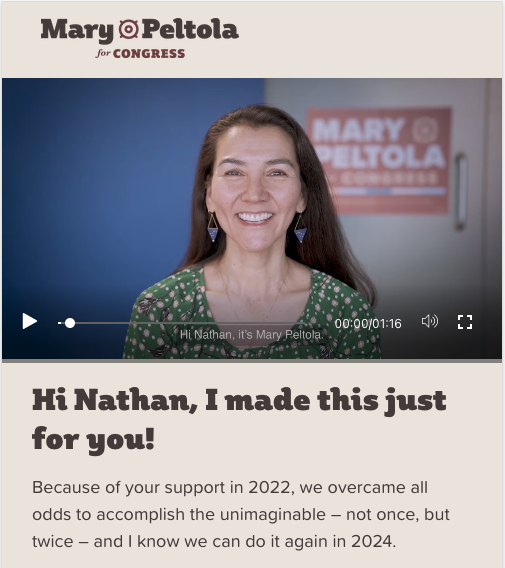 Mary Peltola
for CONGRESS
MARY
PELTOLA
CONGRESS
00:00/01:16
Hi Nathan, it's Mary Peltola.
Hi Nathan, I made this just
for you!
Because of your support in 2022, we overcame all
odds to accomplish the unimaginable – not once, but
twice – and I know we can do it again in 2024.